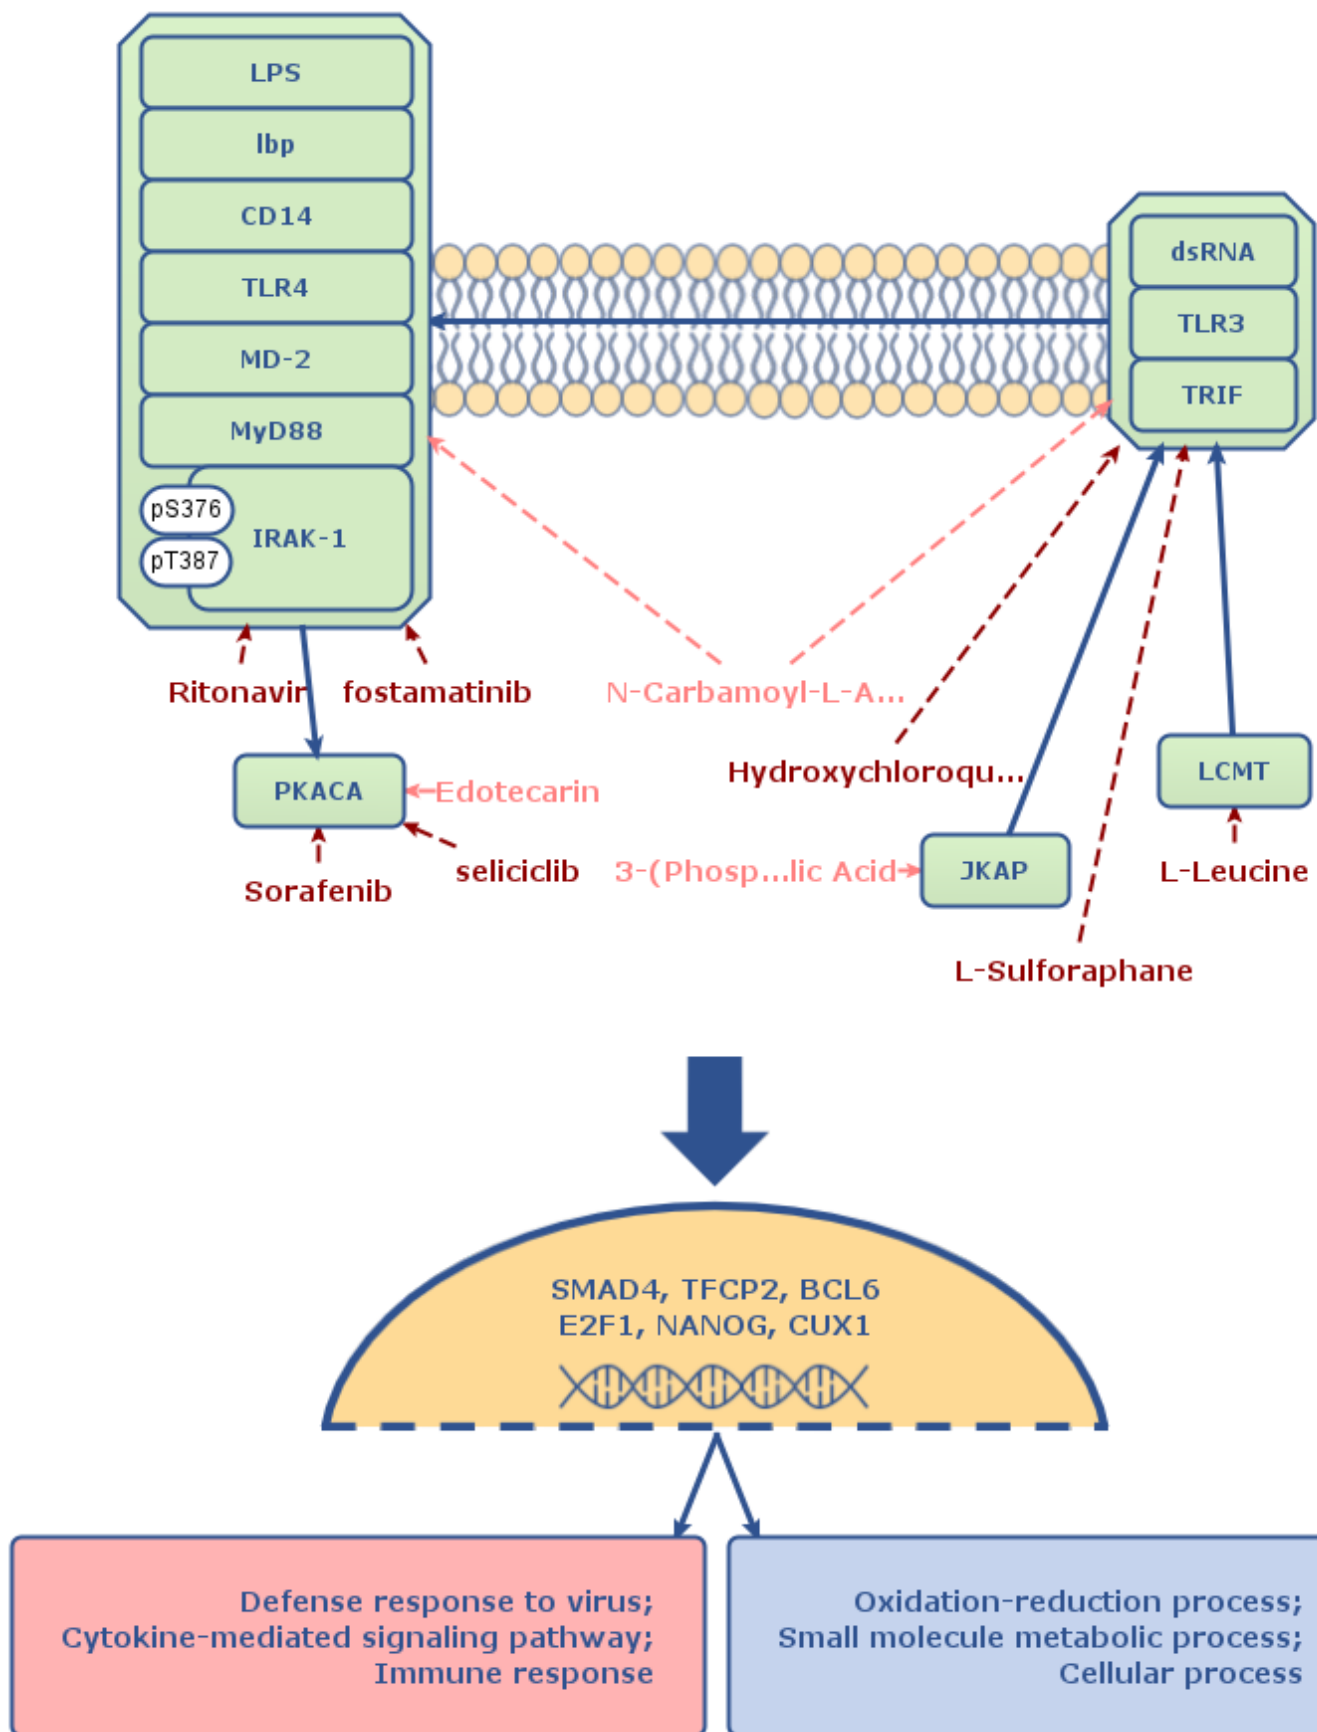 LPS
lbp
CD14
TLR4
MD-2
MyD88
pS376
IRAK-1
pT387
dsRNA
TLR3
TRIF
Ritonavir
fostamatinib
N-Carbamoyl-L-A...
Hydroxychloroqu...
LCMT
PKACA
Edotecarin
Sorafenib
seliciclib
3-(Phosp...lic Acid
JKAP
L-Leucine
L-Sulforaphane
SMAD4, TFCP2, BCL6
E2F1, NANOG, CUX1
Defense response to virus;
Cytokine-mediated signaling pathway;
Immune response
Oxidation-reduction process;
Small molecule metabolic process;
Cellular process